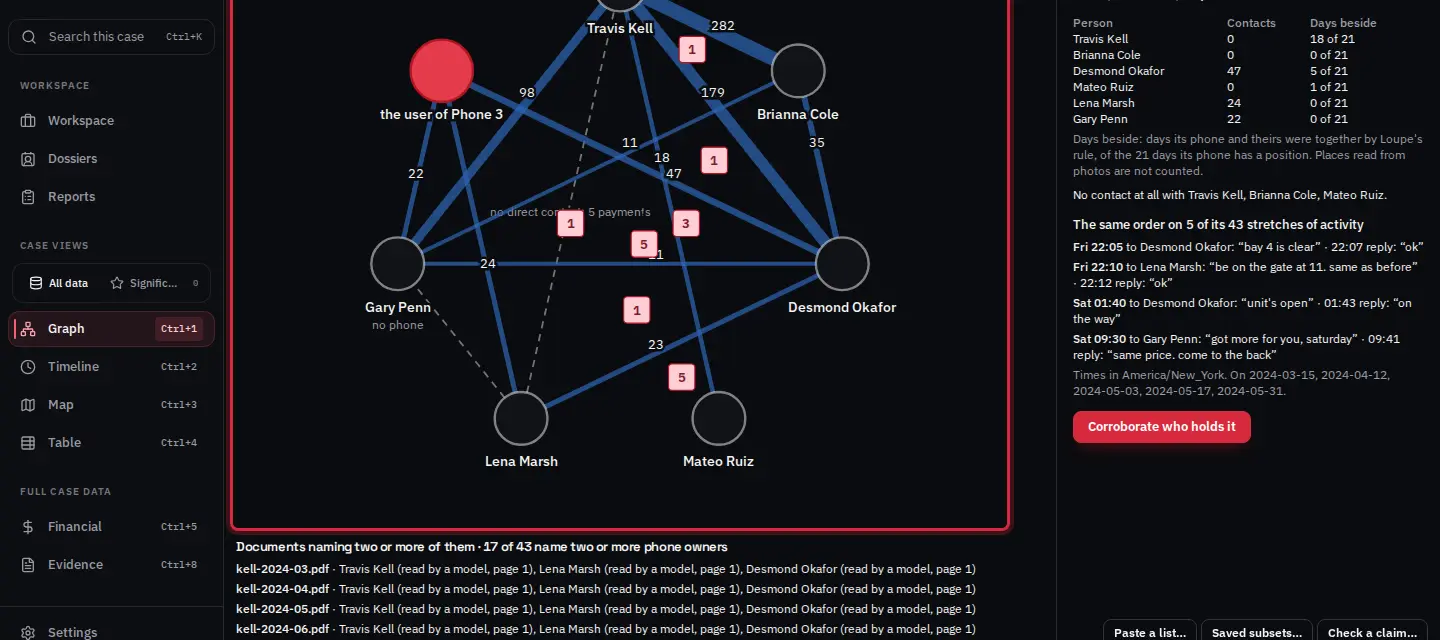 Search this case Ctrl+K
WORKSPACE
Workspace
Dossiers
Reports
CASE VIEWS
All data
Signific... 0
Graph Ctrl+1
Timeline Ctrl+2
Map Ctrl+3
Table Ctrl+4
FULL CASE DATA
Financial Ctrl+5
Evidence Ctrl+8
Settings
Travis Kell
282
1
the user of Phone 3
98
179
Brianna Cole
11
35
18
1
22
47
no direct 5 payments
1
3
5
24
Gary Penn
no phone
Desmond Okafor
1
23
5
Lena Marsh
Mateo Ruiz
Documents naming two or more of them · 17 of 43 name two or more phone owners
kell-2024-03.pdf · Travis Kell (read by a model, page 1), Lena Marsh (read by a model, page 1), Desmond Okafor (read by a model, page 1)
kell-2024-04.pdf · Travis Kell (read by a model, page 1), Lena Marsh (read by a model, page 1), Desmond Okafor (read by a model, page 1)
kell-2024-05.pdf · Travis Kell (read by a model, page 1), Lena Marsh (read by a model, page 1), Desmond Okafor (read by a model, page 1)
kell-2024-06.pdf · Travis Kell (read by a model, page 1), Lena Marsh (read by a model, page 1), Desmond Okafor (read by a model, page 1)
Person Contacts Days beside
Travis Kell 0 18 of 21
Brianna Cole 0 0 of 21
Desmond Okafor 47 5 of 21
Mateo Ruiz 0 1 of 21
Lena Marsh 24 0 of 21
Gary Penn 22 0 of 21
Days beside: days its phone and theirs were together by Loupe's
rule, of the 21 days its phone has a position. Places read from
photos are not counted.
No contact at all with Travis Kell, Brianna Cole, Mateo Ruiz.
The same order on 5 of its 43 stretches of activity
Fri 22:05 to Desmond Okafor: “bay 4 is clear” · 22:07 reply: “ok”
Fri 22:10 to Lena Marsh: “be on the gate at 11. same as before”
· 22:12 reply: “ok”
Sat 01:40 to Desmond Okafor: “unit's open” · 01:43 reply: “on
the way”
Sat 09:30 to Gary Penn: “got more for you, saturday” · 09:41
reply: “same price. come to the back”
Times in America/New_York. On 2024-03-15, 2024-04-12,
2024-05-03, 2024-05-17, 2024-05-31.
Corroborate who holds it
Paste a list...
Saved subsets...
Check a claim...